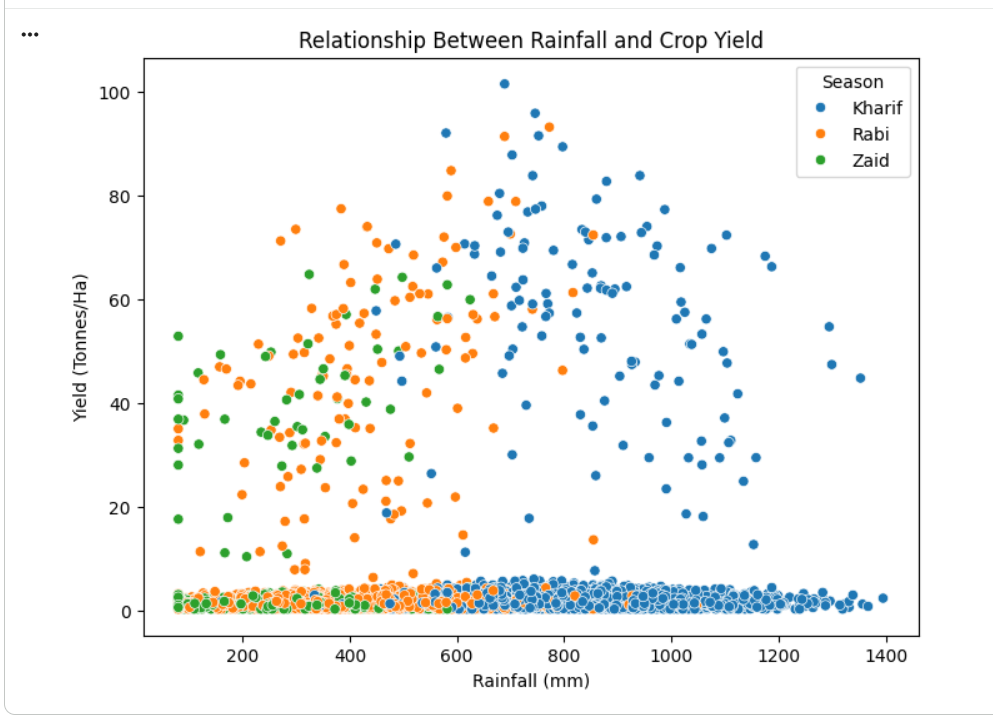 ...
Relationship Between Rainfall and Crop Yield
Season
Kharif
Rabi
Zaid
Yield (Tonnes/Ha)
100
80
60
40
20
0
200 400 600 800 1000 1200 1400
Rainfall (mm)